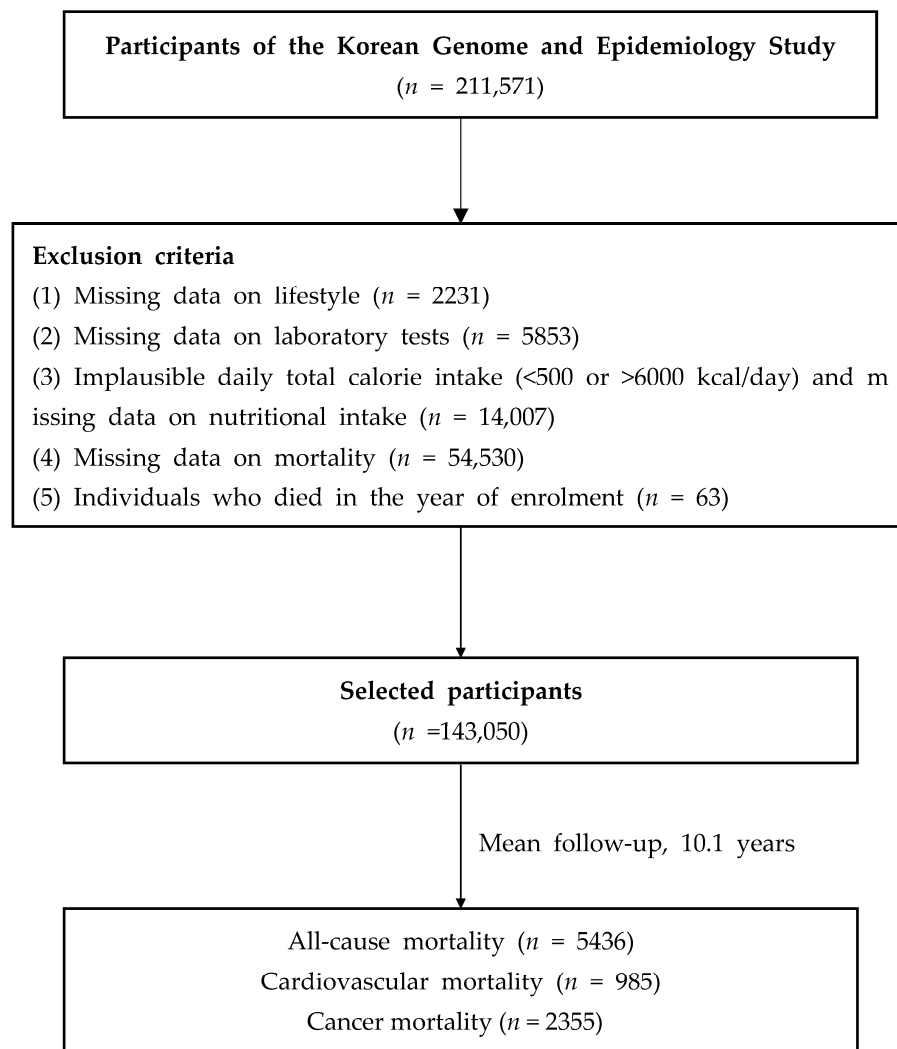 Participants of the Korean Genome and Epidemiology Study
(n = 211,571)
Exclusion criteria
(1) Missing data on lifestyle (n = 2231)
(2) Missing data on laboratory tests (n = 5853)
(3) Implausible daily total calorie intake (<500 or >6000 kcal/day) and m
issing data on nutritional intake (n = 14,007)
(4) Missing data on mortality (n = 54,530)
(5) Individuals who died in the year of enrolment (n = 63)
Selected participants
(n =143,050)
Mean follow-up, 10.1 years
All-cause mortality (n = 5436)
Cardiovascular mortality (n = 985)
Cancer mortality (n = 2355)